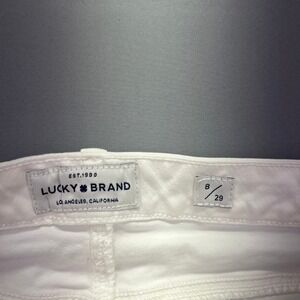 EST.1990
LUCKY BRAND
LOS ANGELES, CALIFORNIA
8/29